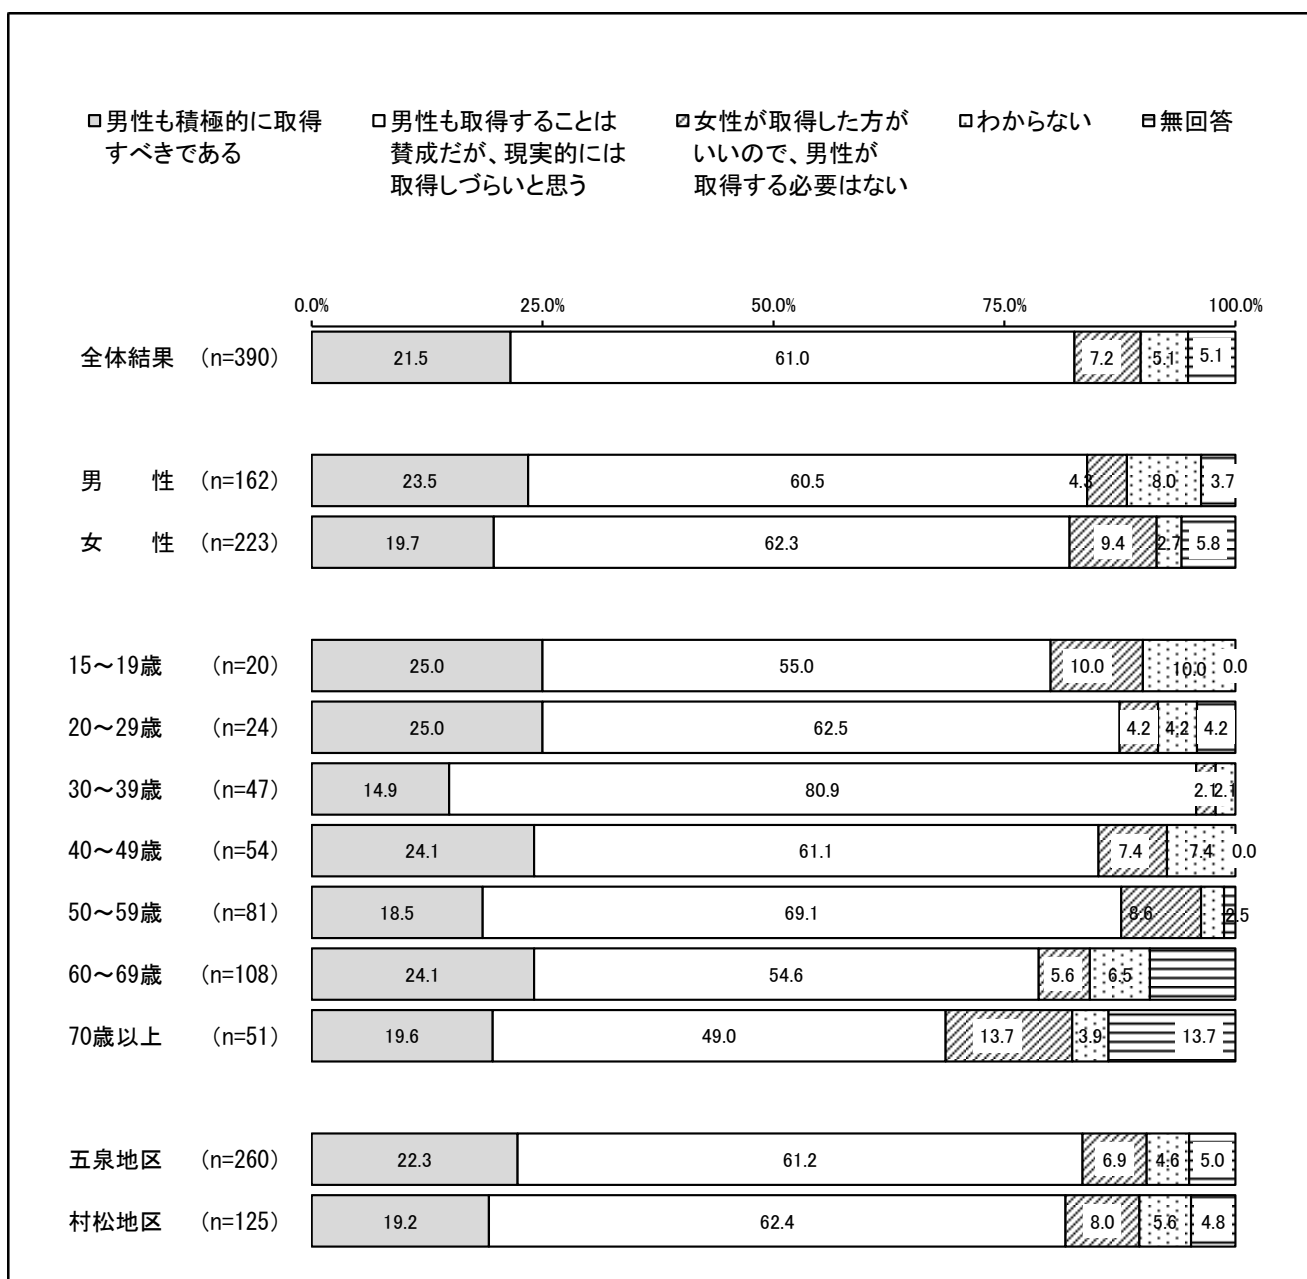 男性も積極的に取得 男性も取得することは 女性が取得した方が わからない 無回答
すべきである 賛成だが、現実的には いいので、男性が
取得しづらいと思う 取得する必要はない
0.0% 25.0% 50.0% 75.0% 100.0%
全体結果 (n=390) 21.5 61.0 7.2 5.1 5.1
男 性 (n=162) 23.5 60.5 4.3 8.0 3.7
女 性 (n=223) 19.7 62.3 9.4 2.7 5.8
15～19歳 (n=20) 25.0 55.0 10.0 10.0 0.0
20～29歳 (n=24) 25.0 62.5 4.2 4.2 4.2
30～39歳 (n=47) 14.9 80.9 2.1 2.1
40～49歳 (n=54) 24.1 61.1 7.4 7.4 0.0
50～59歳 (n=81) 18.5 69.1 8.6 2.5
60～69歳 (n=108) 24.1 54.6 5.6 6.5
70歳以上 (n=51) 19.6 49.0 13.7 3.9 13.7
五泉地区 (n=260) 22.3 61.2 6.9 4.6 5.0
村松地区 (n=125) 19.2 62.4 8.0 5.6 4.8